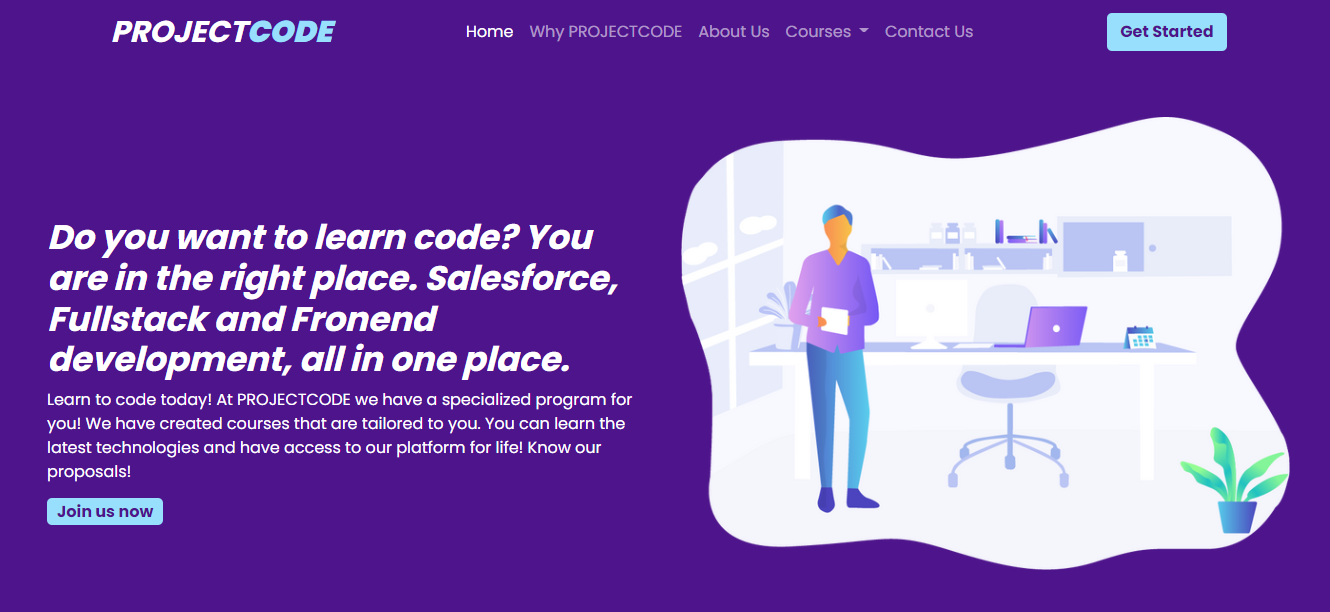 PROJECTCODE
Home Why PROJECTCODE About Us Courses Contact Us
Get Started
Do you want to learn code? You
are in the right place. Salesforce,
Fullstack and Fronend
development, all in one place.
Learn to code today! At PROJECTCODE we have a specialized program for
you! We have created courses that are tailored to you. You can learn the
latest technologies and have access to our platform for life! Know our
proposals!
Join us now